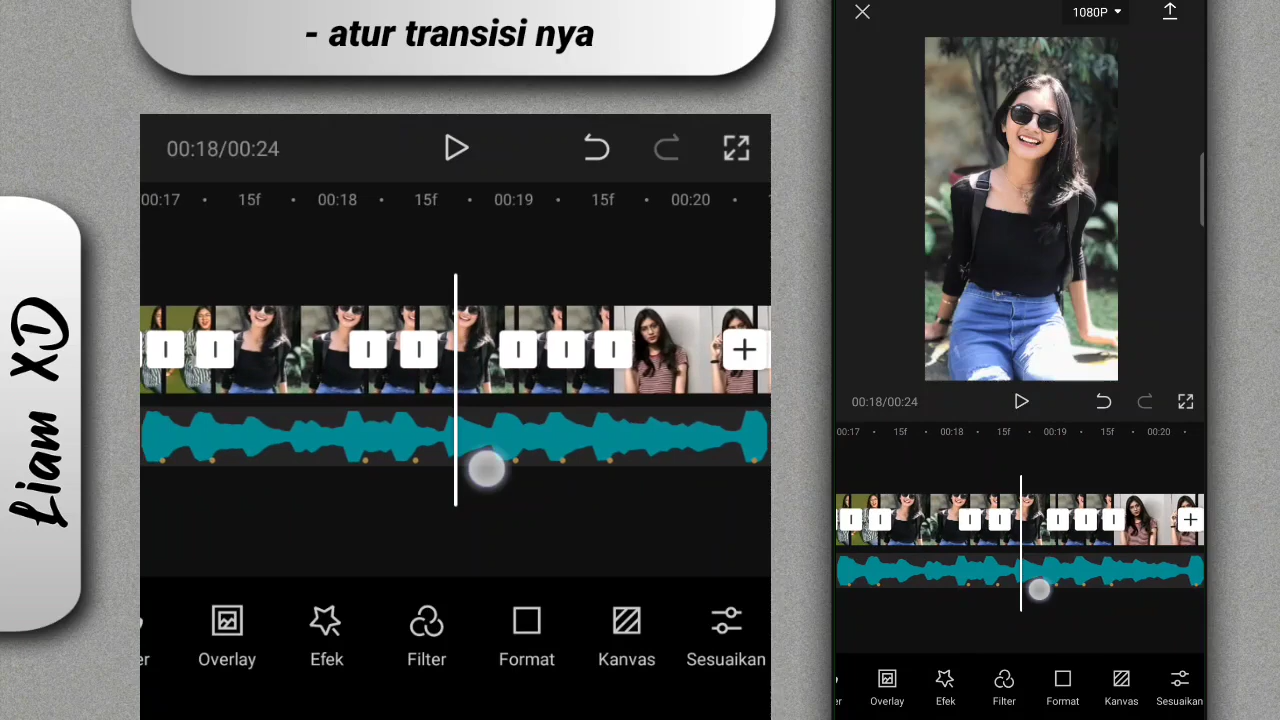 - atur transisi nya
Liam XD
00:18/00:24
00:17 15f 00:18 15f 00:19 15f 00:20
er Overlay Efek Filter Format Kanvas Sesuaikan
1080P
00:18/00:24
00:17 15f 00:18 15f 00:19 15f 00:20
er Overlay Efek Filter Format Kanvas Sesuaikan